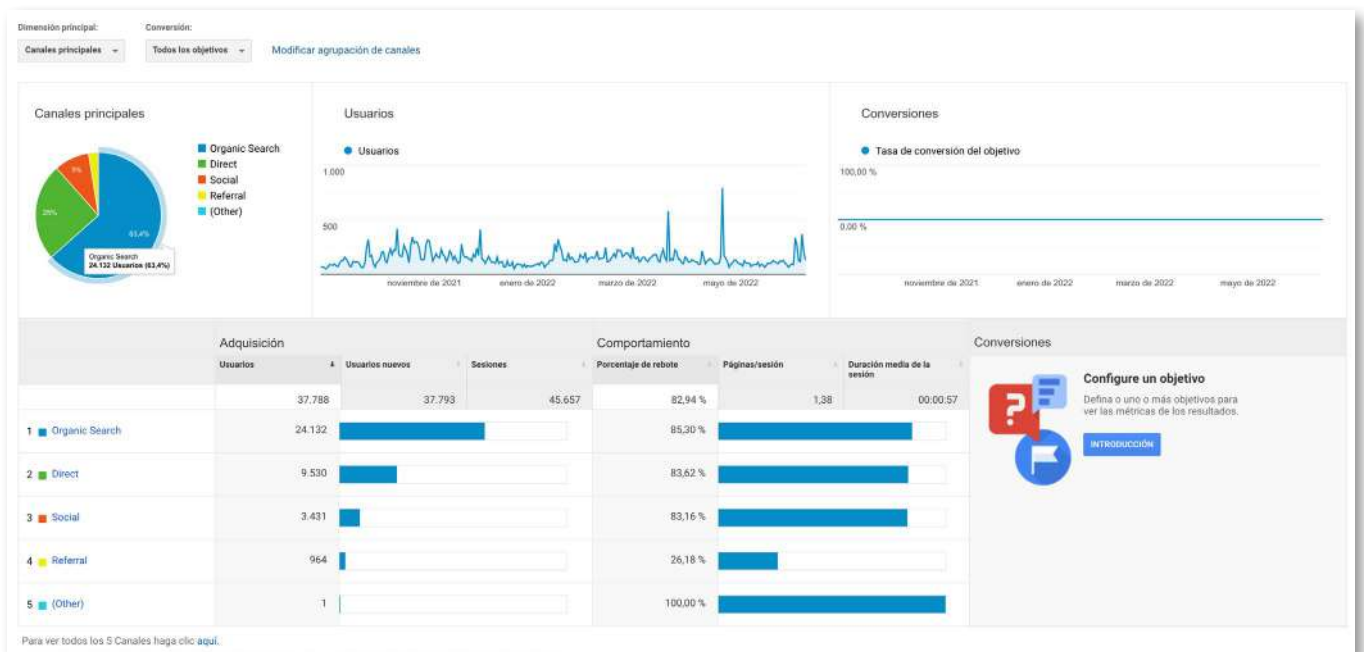 Dimensión principal: Conversión:
Canales principales Todos los objetivos Modificar agrupación de canales
Canales principales
Organic Search
Direct
Social
Referral
(Other)
9%
25%
63,4%
Organic Search
24.132 Usuarios (63,4%)
Usuarios
Usuarios
1.000
500
noviembre de 2021 enero de 2022 marzo de 2022 mayo de 2022
Conversiones
Tasa de conversión del objetivo
100,00 %
0,00 %
noviembre de 2021 enero de 2022 marzo de 2022 mayo de 2022
Adquisición Comportamiento Conversiones
Usuarios Usuarios nuevos Sesiones Porcentaje de rebote Páginas/sesión Duración media de la
sesión
37.788 37.793 45.657 82,94 % 1,38 00:00:57
1 Organic Search 24.132 85,30 %
2 Direct 9.530 83,62 %
3 Social 3.431 83,16 %
4 Referral 964 26,18 %
5 (Other) 1 100,00 %
Configure un objetivo
Defina o uno o más objetivos para
ver las métricas de los resultados.
INTRODUCCIÓN
Para ver todos los 5 Canales haga clic aquí.